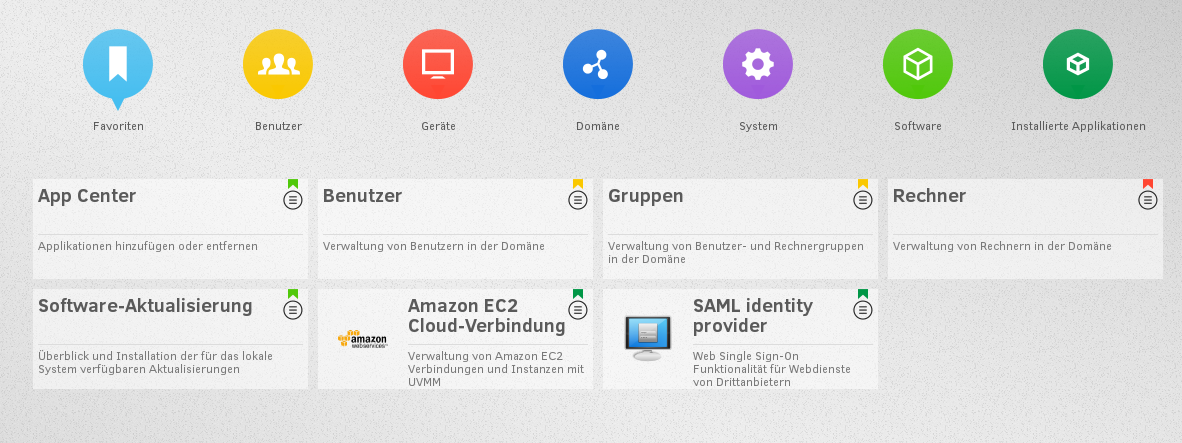 Favoriten
Benutzer
Geräte
Domäne
System
Software
Installierte Applikationen
App Center
Applikationen hinzufügen oder entfernen
Benutzer
Verwaltung von Benutzern in der Domäne
Gruppen
Verwaltung von Benutzer- und Rechnergruppen
in der Domäne
Rechner
Verwaltung von Rechnern in der Domäne
Software-Aktualisierung
Überblick und Installation der für das lokale
System verfügbaren Aktualisierungen
amazon
webservices™
Amazon EC2
Cloud-Verbindung
Verwaltung von Amazon EC2
Verbindungen und Instanzen mit
UVMM
SAML identity
provider
Web Single Sign-On
Funktionalität für Webdienste
von Drittanbietern